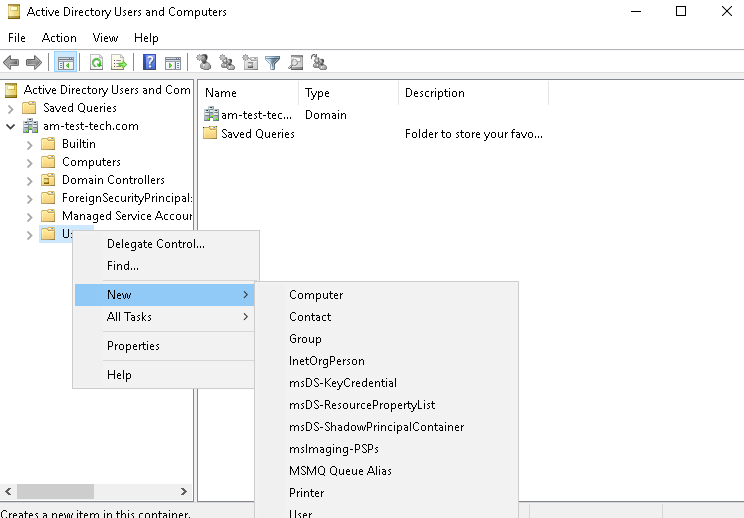 Active Directory Users and Computers
File Action View Help
Active Directory Users and Com
Saved Queries
am-test-tech.com
Builtin
Computers
Domain Controllers
ForeignSecurityPrincipal:
Managed Service Accour
U
Name Type Description
am-test-tec... Domain
Saved Queries Folder to store your favo...
Delegate Control...
Find...
New
All Tasks
Properties
Help
Computer
Contact
Group
InetOrgPerson
msDS-KeyCredential
msDS-ResourcePropertyList
msDS-ShadowPrincipalContainer
msImaging-PSPs
MSMQ Queue Alias
Printer
User
Creates a new item in this container.